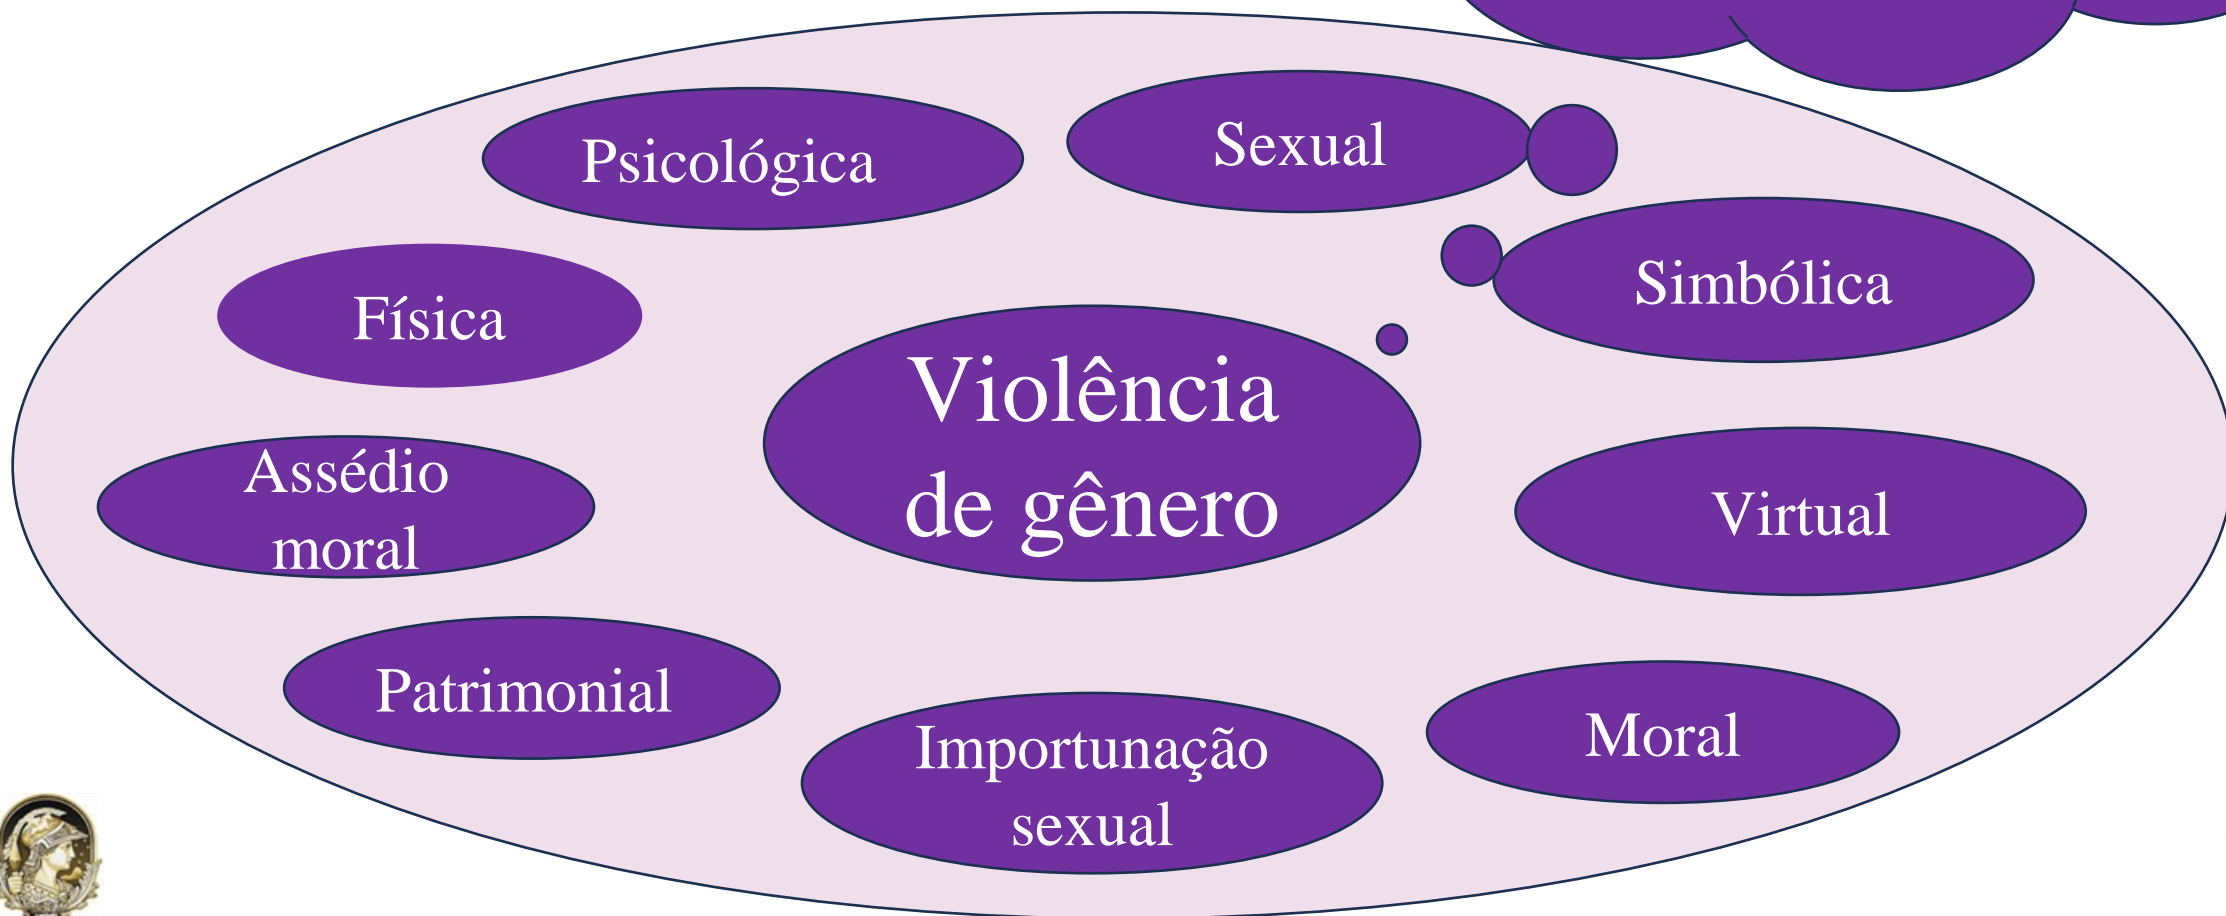 Psicológica
Sexual
Simbólica
Física
Violência
de gênero
Assédio
moral
Virtual
Patrimonial
Importunação
sexual
Moral